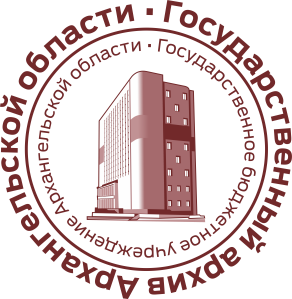 Государственный архив Архангельской области •
Государственное бюджетное учреждение Архангельской области •